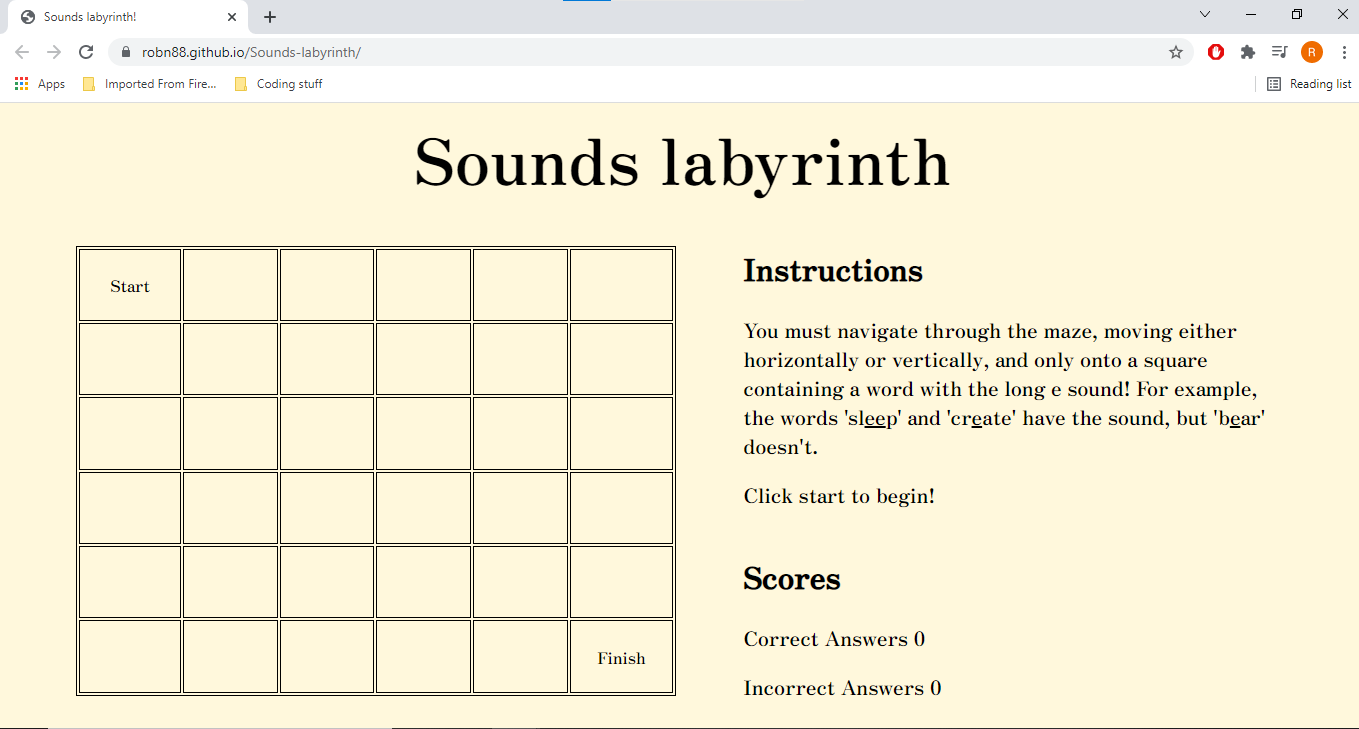 Sounds labyrinth!
robn88.github.io/Sounds-labyrinth/
R
Apps
Imported From Fire...
Coding stuff
Reading list
Sounds labyrinth
Start
Finish
Instructions
You must navigate through the maze, moving either
horizontally or vertically, and only onto a square
containing a word with the long e sound! For example,
the words 'sleep' and 'create' have the sound, but 'bear'
doesn't.
Click start to begin!
Scores
Correct Answers 0
Incorrect Answers 0